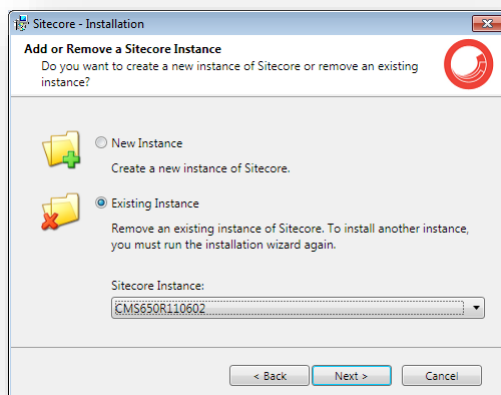 Sitecore - Installation
Add or Remove a Sitecore Instance
Do you want to create a new instance of Sitecore or remove an existing
instance?
New Instance
Create a new instance of Sitecore.
Existing Instance
Remove an existing instance of Sitecore. To install another instance,
you must run the installation wizard again.
Sitecore Instance:
CMS650R110602
< Back Next > Cancel